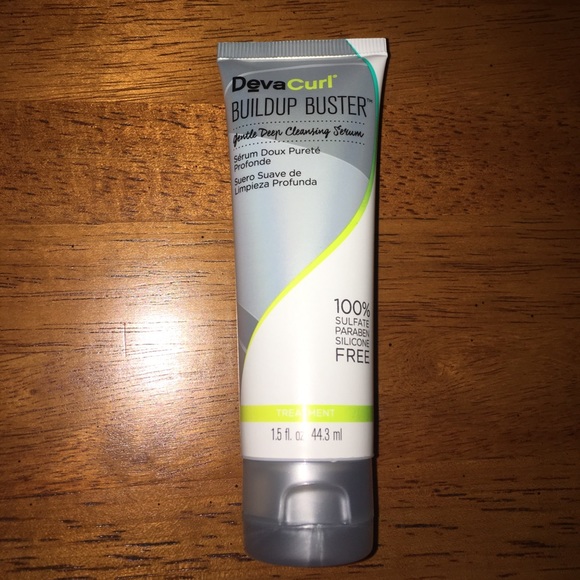 DevaCurl
BUILDUP BUSTER™
Gentle Deep Cleansing Serum
Sérum Doux Pureté
Profonde
Suero Suave de
Limpieza Profunda
100%
SULFATE
PARABEN
SILICONE
FREE
TREATMENT
1.5 fl. oz. 44.3 ml